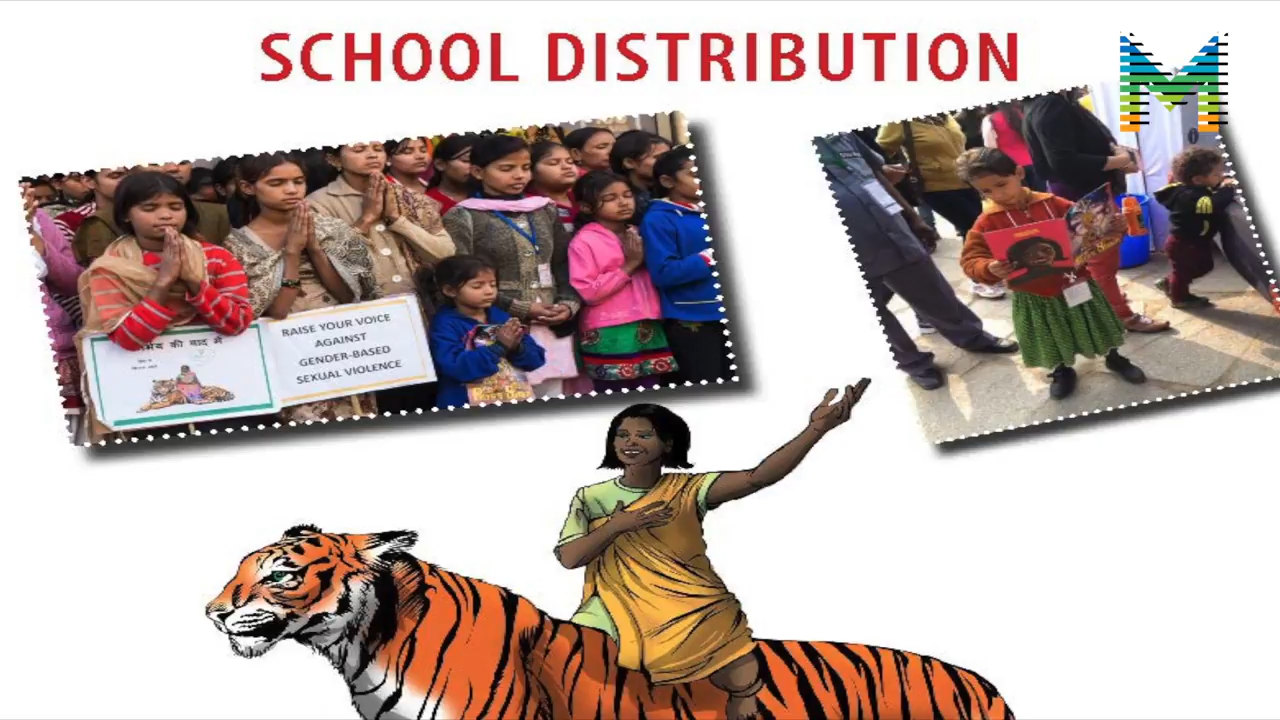 SCHOOL DISTRIBUTION
की याद में
RAISE YOUR VOICE
AGAINST
GENDER-BASED
SEXUAL VIOLENCE